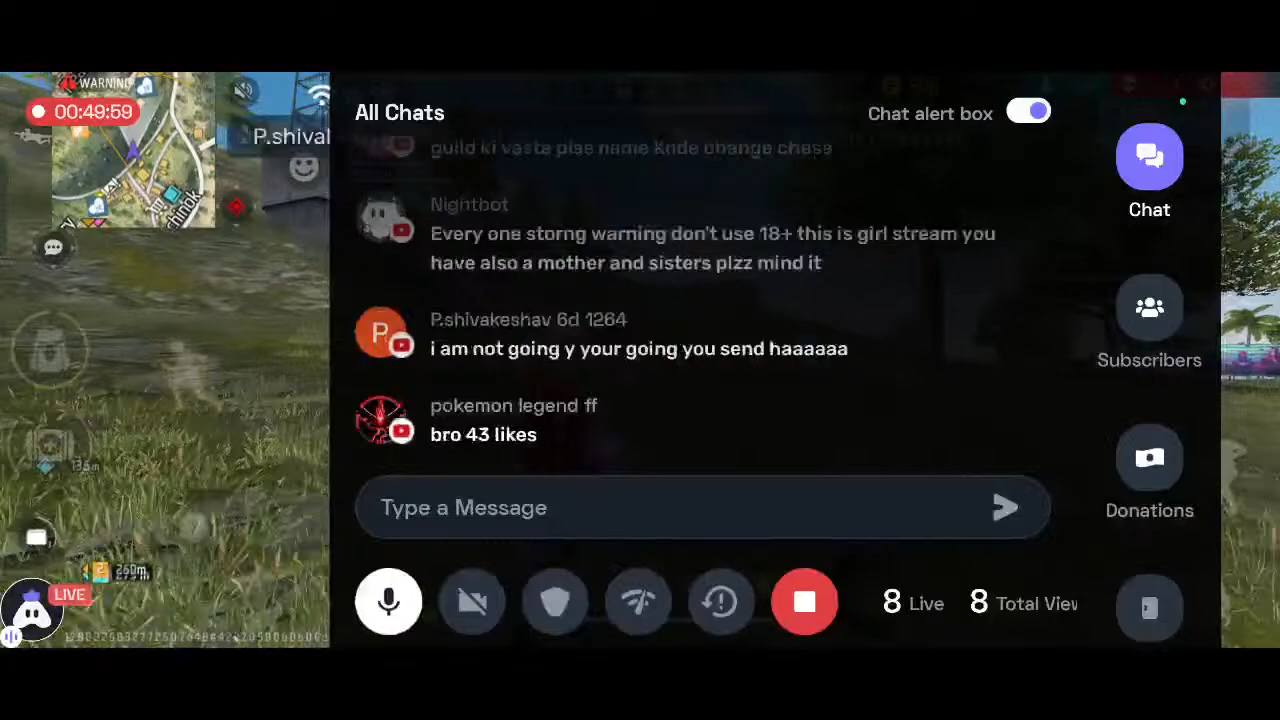 WARNING
00:49:59
P.shival
chinok
All Chats
Chat alert box
guild ki vaste plse name Knde change chese
Nightbot
Every one storng warning don't use 18+ this is girl stream you
have also a mother and sisters plzz mind it
P.shivakeshav 6d 1264
i am not going y your going you send haaaaaa
P
pokemon legend ff
bro 43 likes
Type a Message
8 Live 8 Total Viev
Chat
Subscribers
Donations
LIVE